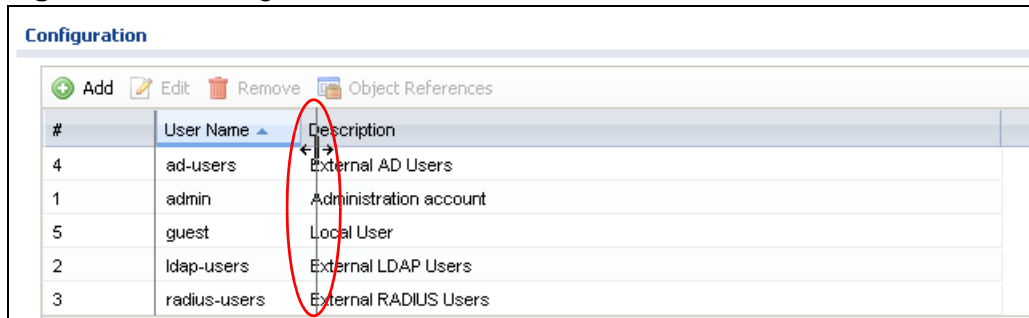 Configuration
Add Edit Remove Object References
# User Name Description
4 ad-users External AD Users
1 admin Administration account
5 guest Local User
2 ldap-users External LDAP Users
3 radius-users External RADIUS Users